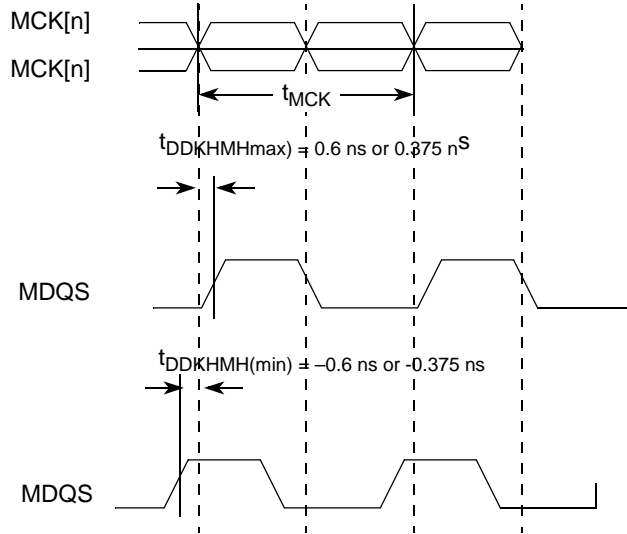 MCK[n]
MCK[n]
tMCK
tDDKHMHmax) = 0.6 ns or 0.375 ns
MDQS
tDDKHMH(min) = –0.6 ns or -0.375 ns
MDQS